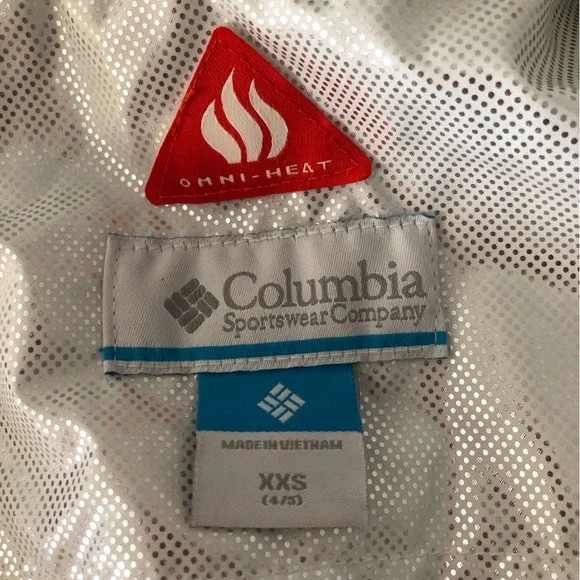 OMNI-HEAT
Columbia
Sportswear Company
MADE IN VIETNAM
XXS
(4/5)